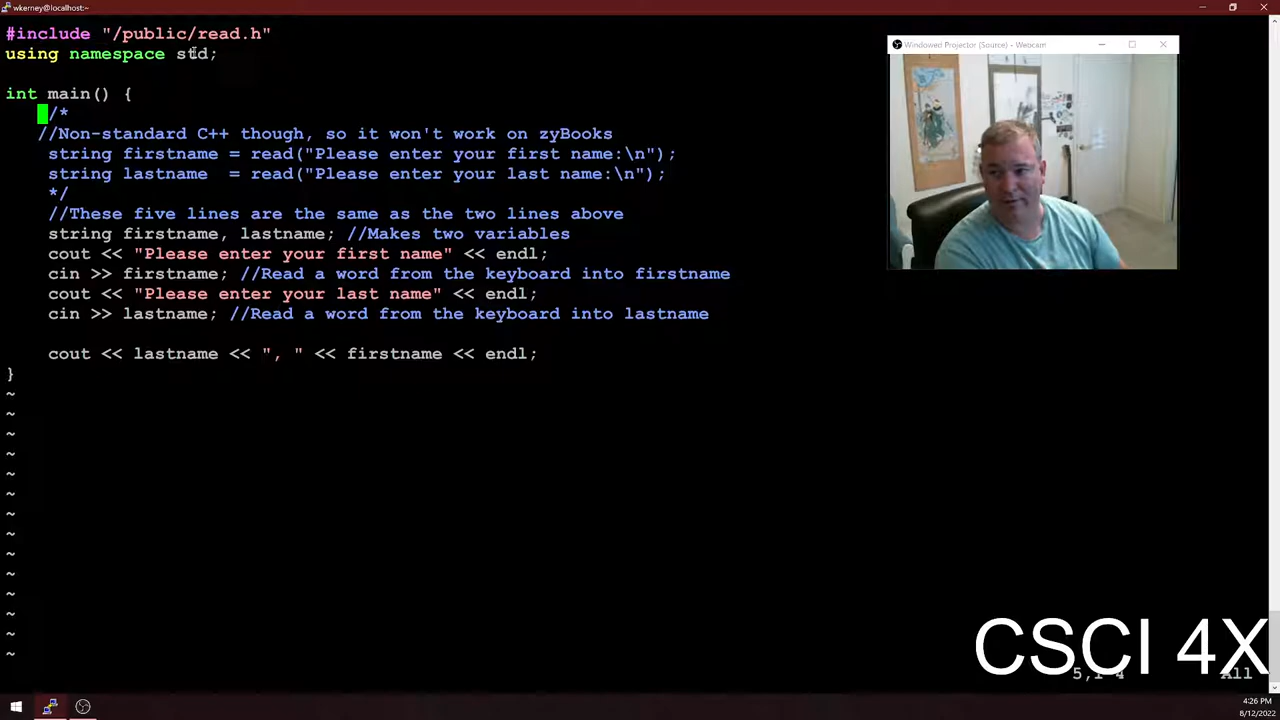 wkerney@localhost:~
#include "/public/read.h"
using namespace std;
int main() {
/*
//Non-standard C++ though, so it won't work on zyBooks
string firstname = read("Please enter your first name:\n");
string lastname  = read("Please enter your last name:\n");
*/
//These five lines are the same as the two lines above
string firstname, lastname; //Makes two variables
cout << "Please enter your first name" << endl;
cin >> firstname; //Read a word from the keyboard into firstname
cout << "Please enter your last name" << endl;
cin >> lastname; //Read a word from the keyboard into lastname
cout << lastname << ", " << firstname << endl;
}
~
~
~
~
~
~
~
~
~
~
~
~
~
~
Windowed Projector (Source) - Webcam
CSCI 4X
4:26 PM
8/12/2022